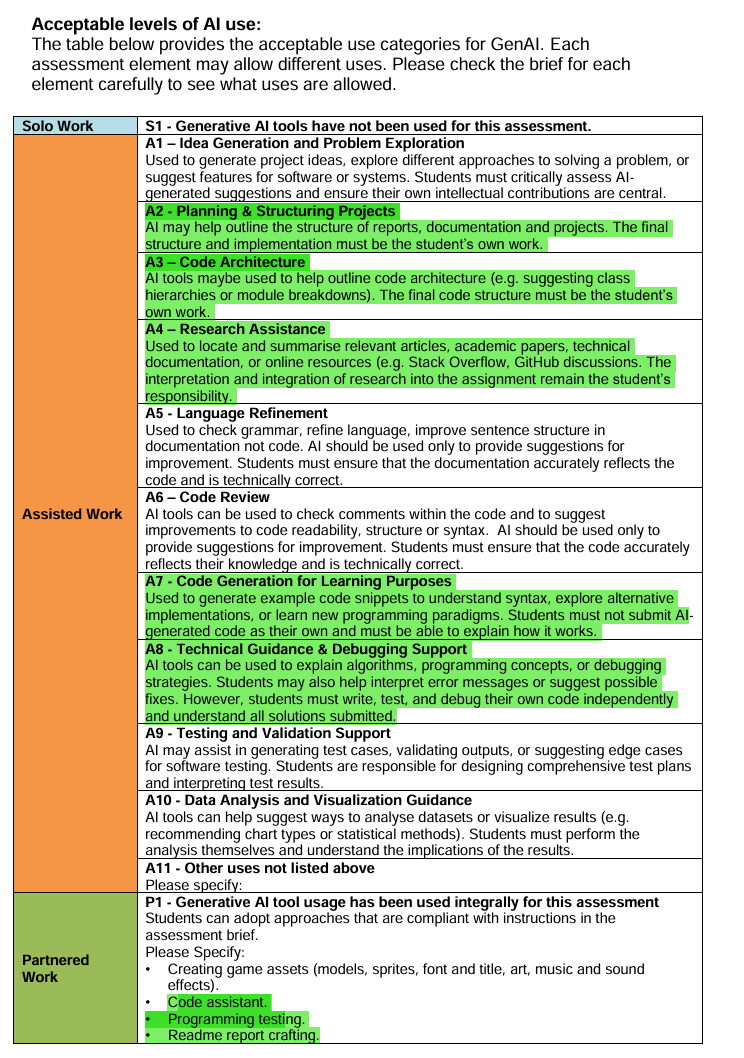 Acceptable levels of AI use:
The table below provides the acceptable use categories for GenAI. Each
assessment element may allow different uses. Please check the brief for each
element carefully to see what uses are allowed.
Solo Work
S1 - Generative AI tools have not been used for this assessment.
Assisted Work
A1 – Idea Generation and Problem Exploration
Used to generate project ideas, explore different approaches to solving a problem, or
suggest features for software or systems. Students must critically assess AI-
generated suggestions and ensure their own intellectual contributions are central.
A2 - Planning & Structuring Projects
AI may help outline the structure of reports, documentation and projects. The final
structure and implementation must be the student's own work.
A3 – Code Architecture
AI tools maybe used to help outline code architecture (e.g. suggesting class
hierarchies or module breakdowns). The final code structure must be the student's
own work.
A4 – Research Assistance
Used to locate and summarise relevant articles, academic papers, technical
documentation, or online resources (e.g. Stack Overflow, GitHub discussions. The
interpretation and integration of research into the assignment remain the student's
responsibility.
A5 - Language Refinement
Used to check grammar, refine language, improve sentence structure in
documentation not code. AI should be used only to provide suggestions for
improvement. Students must ensure that the documentation accurately reflects the
code and is technically correct.
A6 – Code Review
AI tools can be used to check comments within the code and to suggest
improvements to code readability, structure or syntax.  AI should be used only to
provide suggestions for improvement. Students must ensure that the code accurately
reflects their knowledge and is technically correct.
A7 - Code Generation for Learning Purposes
Used to generate example code snippets to understand syntax, explore alternative
implementations, or learn new programming paradigms. Students must not submit AI-
generated code as their own and must be able to explain how it works.
A8 - Technical Guidance & Debugging Support
AI tools can be used to explain algorithms, programming concepts, or debugging
strategies. Students may also help interpret error messages or suggest possible
fixes. However, students must write, test, and debug their own code independently
and understand all solutions submitted.
A9 - Testing and Validation Support
AI may assist in generating test cases, validating outputs, or suggesting edge cases
for software testing. Students are responsible for designing comprehensive test plans
and interpreting test results.
A10 - Data Analysis and Visualization Guidance
AI tools can help suggest ways to analyse datasets or visualize results (e.g.
recommending chart types or statistical methods). Students must perform the
analysis themselves and understand the implications of the results.
A11 - Other uses not listed above
Please specify:
Partnered
Work
P1 - Generative AI tool usage has been used integrally for this assessment
Students can adopt approaches that are compliant with instructions in the
assessment brief.
Please Specify:
• Creating game assets (models, sprites, font and title, art, music and sound
effects).
• Code assistant.
• Programming testing.
• Readme report crafting.